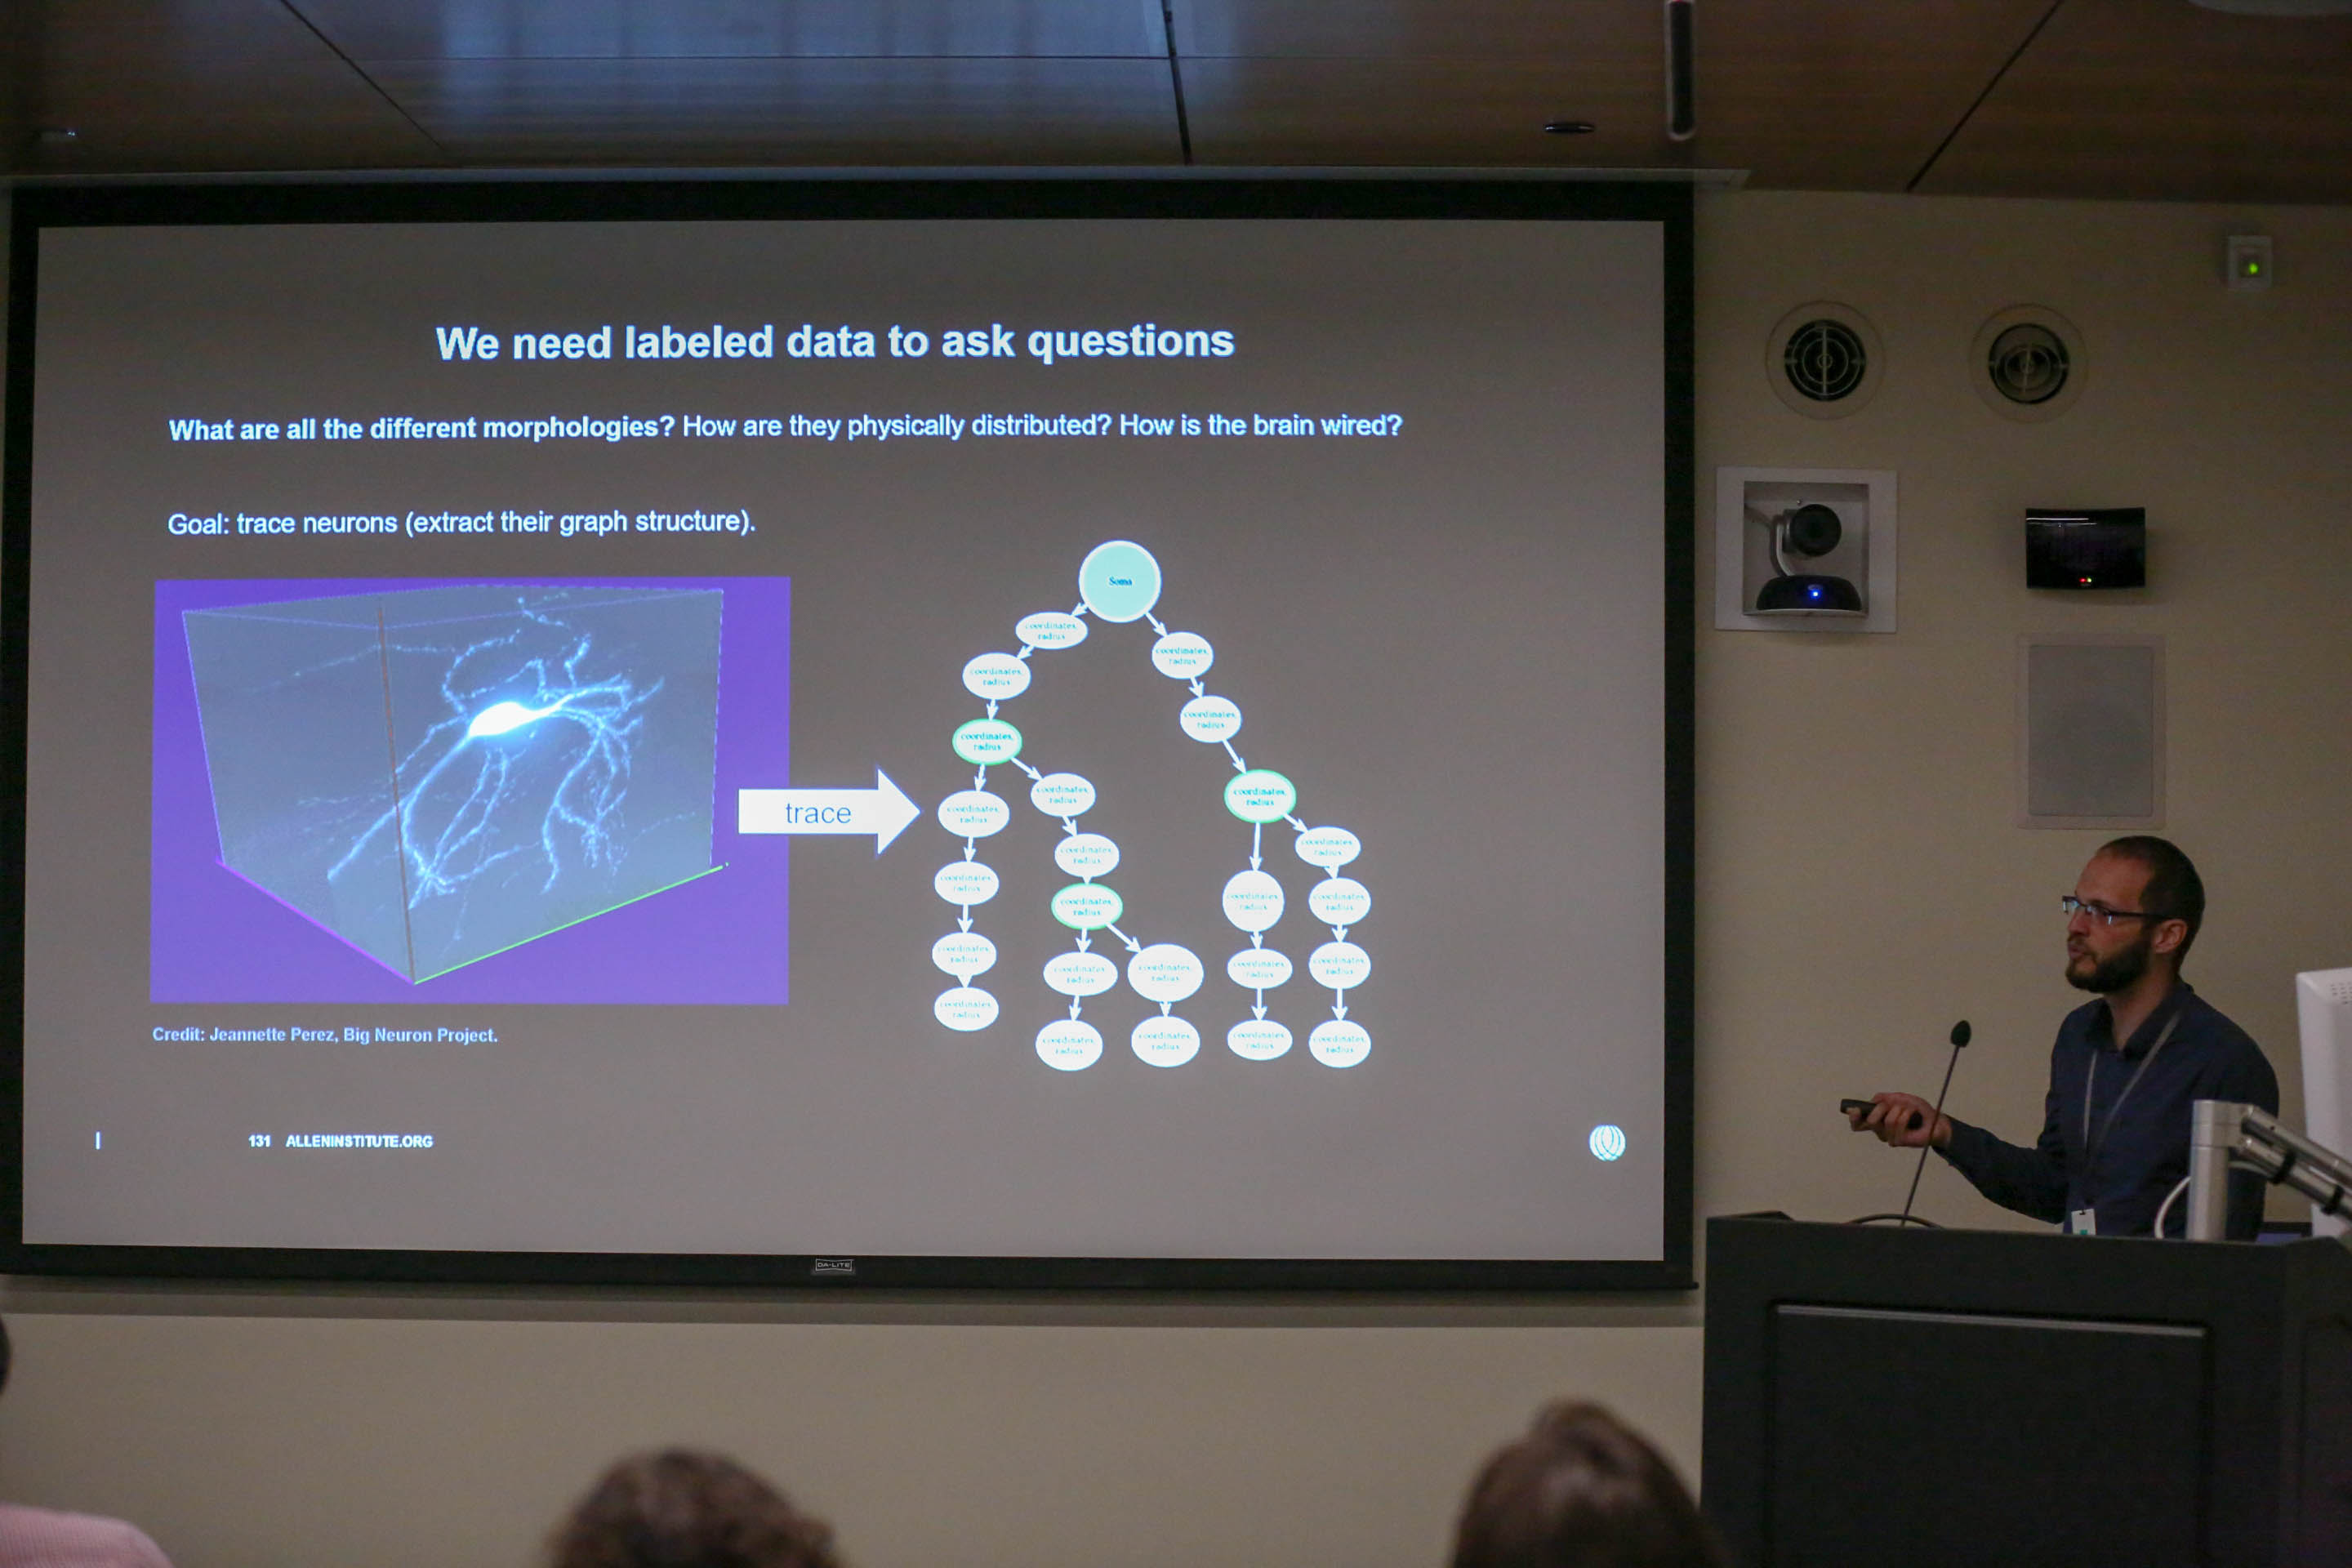 We need labeled data to ask questions
What are all the different morphologies? How are they physically distributed? How is the brain wired?
Goal: trace neurons (extract their graph structure).
Soma
coordinates,
radius
coordinates,
radius
coordinates,
radius
coordinates,
radius
coordinates,
radius
coordinates,
radius
coordinates,
radius
coordinates,
radius
trace
coordinates,
radius
coordinates,
radius
coordinates,
radius
coordinates,
radius
coordinates,
radius
coordinates,
radius
coordinates,
radius
coordinates,
radius
coordinates,
radius
coordinates,
radius
coordinates,
radius
coordinates,
radius
coordinates,
radius
coordinates,
radius
coordinates,
radius
coordinates,
radius
coordinates,
radius
Credit: Jeannette Perez, Big Neuron Project.
131 ALLENINSTITUTE.ORG
DA-LITE